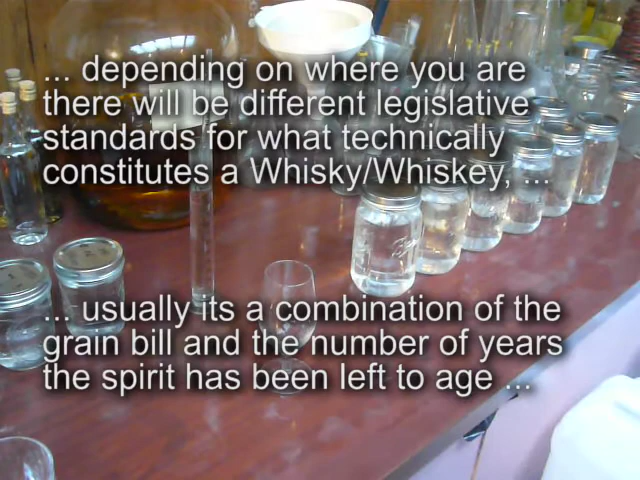 ... depending on where you are
there will be different legislative
standards for what technically
constitutes a Whisky/Whiskey, ...
... usually its a combination of the
grain bill and the number of years
the spirit has been left to age ...